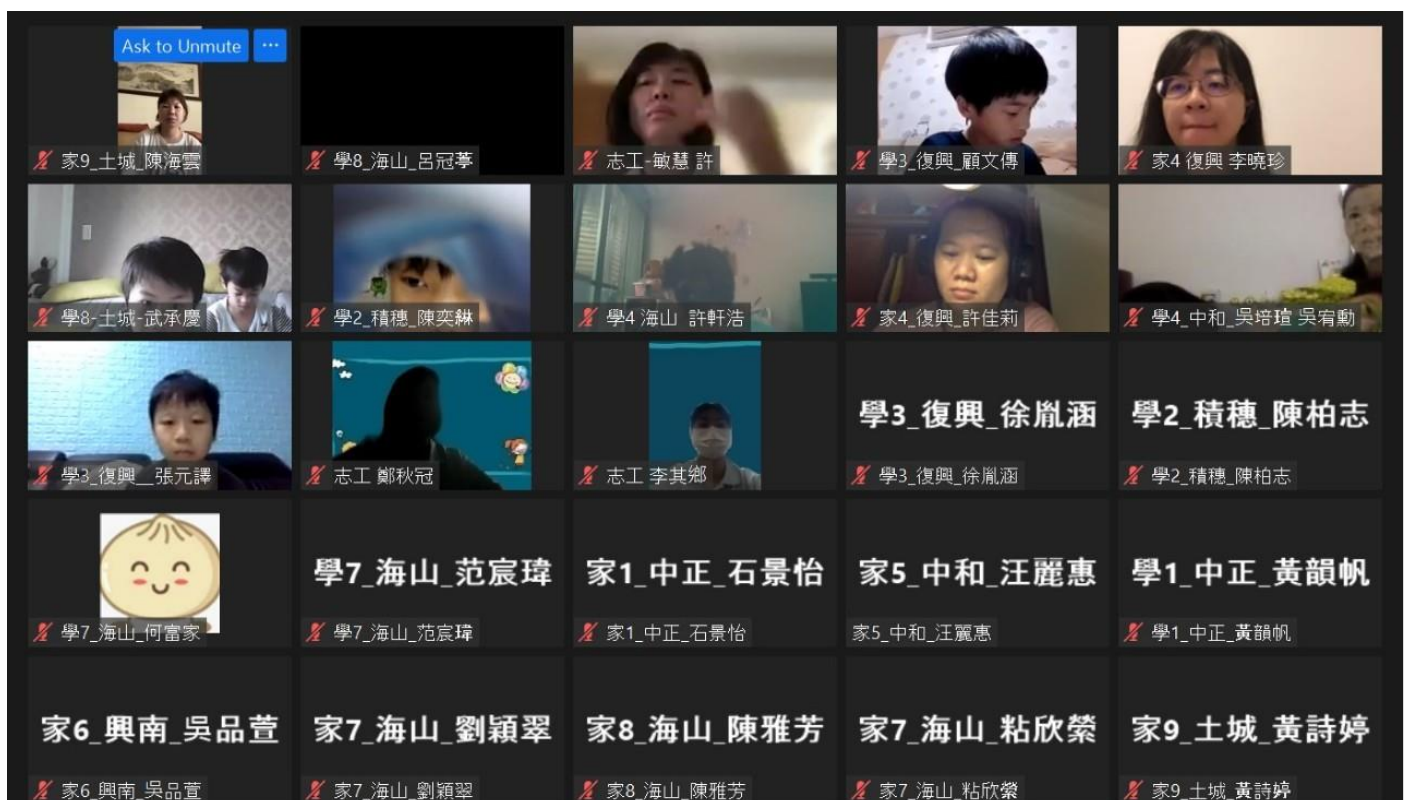 Ask to Unmute ...
家9_土城_陳海雲
學8_海山_呂冠葶
志工-敏慧 許
學3_復興_顧文傳
家4 復興 李曉珍
學8-土城-武承慶
學2_積穗_陳奕綝
學4 海山 許軒浩
家4_復興_許佳莉
學4_中和_吳培瑄 吳宥勳
學3_復興__張元譯
志工 鄭秋冠
志工 李其鄉
學3_復興_徐胤涵
學3_復興_徐胤涵
學2_積穗_陳柏志
學2_積穗_陳柏志
學7_海山_何富家
學7_海山_范宸瑋
學7_海山_范宸瑋
家1_中正_石景怡
家1_中正_石景怡
家5_中和_汪麗惠
家5_中和_汪麗惠
學1_中正_黃韻帆
學1_中正_黃韻帆
家6_興南_吳品萱
家6_興南_吳品萱
家7_海山_劉穎翠
家7_海山_劉穎翠
家8_海山_陳雅芳
家8_海山_陳雅芳
家7_海山_粘欣縈
家7_海山_粘欣縈
家9_土城_黃詩婷
家9_土城_黃詩婷